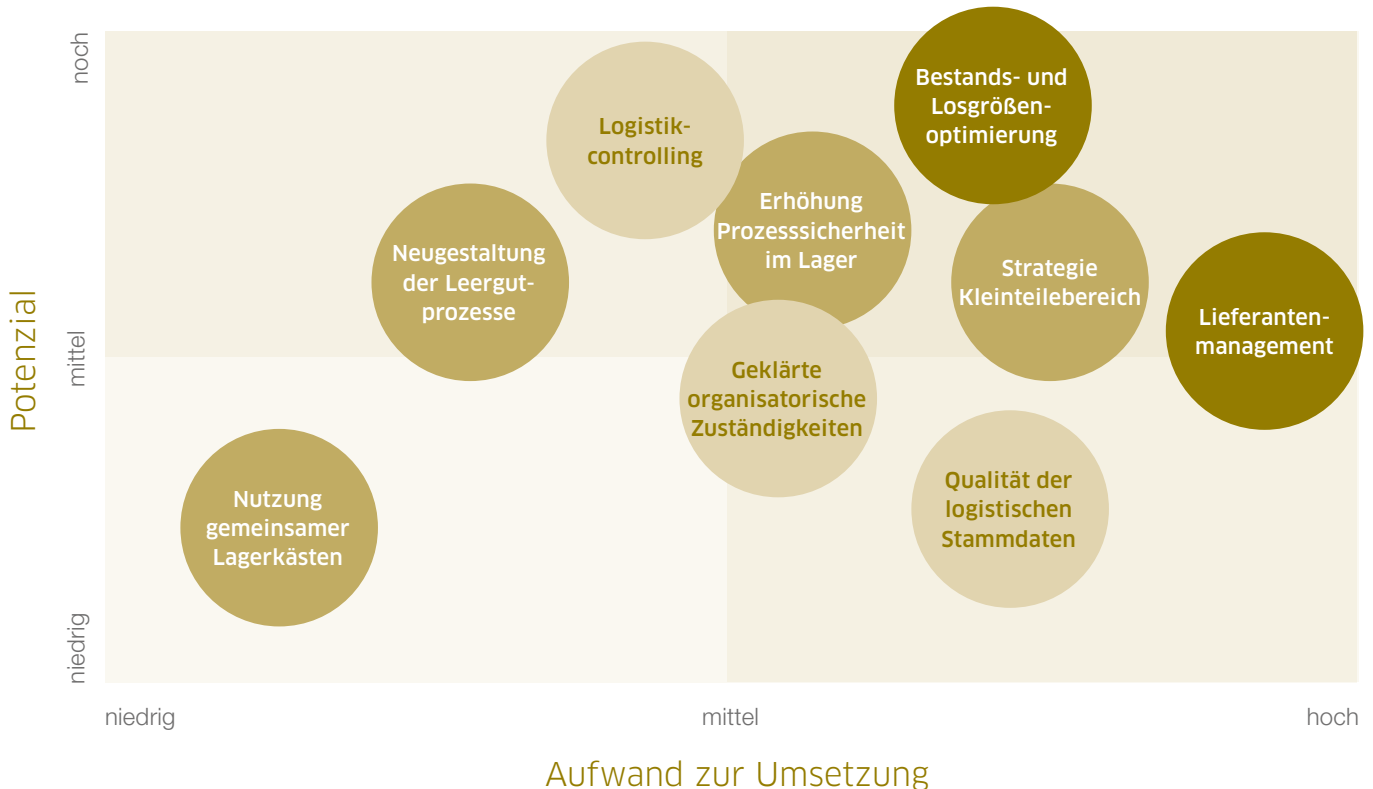 noch
Bestands- und
Losgrößen-
optimierung
Logistik-
controlling
Erhöhung
Prozesssicherheit
im Lager
Neugestaltung
der Leergut-
prozesse
Strategie
Kleinteilebereich
Lieferanten-
management
Potenzial
mittel
Geklärte
organisatorische
Zuständigkeiten
Qualität der
logistischen
Stammdaten
Nutzung
gemeinsamer
Lagerkästen
niedrig
niedrig
mittel
hoch
Aufwand zur Umsetzung